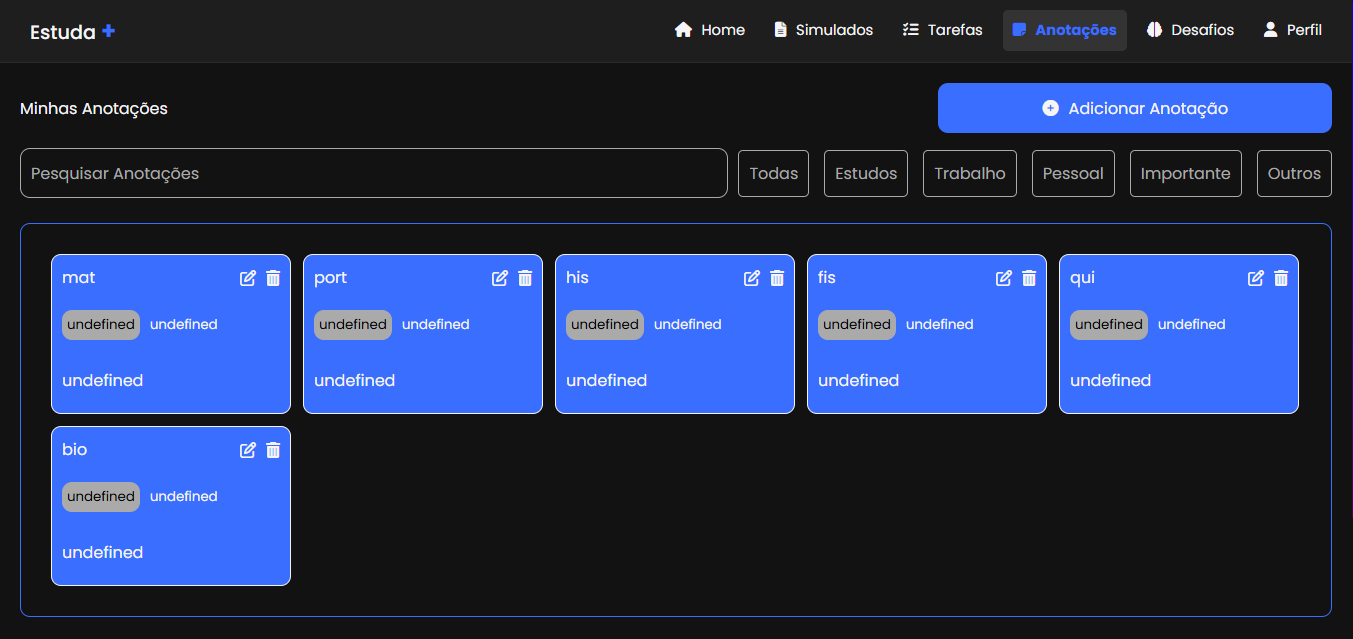 Estuda +
Home Simulados Tarefas Anotações Desafios Perfil
Minhas Anotações
Adicionar Anotação
Pesquisar Anotações
Todas Estudos Trabalho Pessoal Importante Outros
mat
undefined undefined
undefined
port
undefined undefined
undefined
his
undefined undefined
undefined
fis
undefined undefined
undefined
qui
undefined undefined
undefined
bio
undefined undefined
undefined